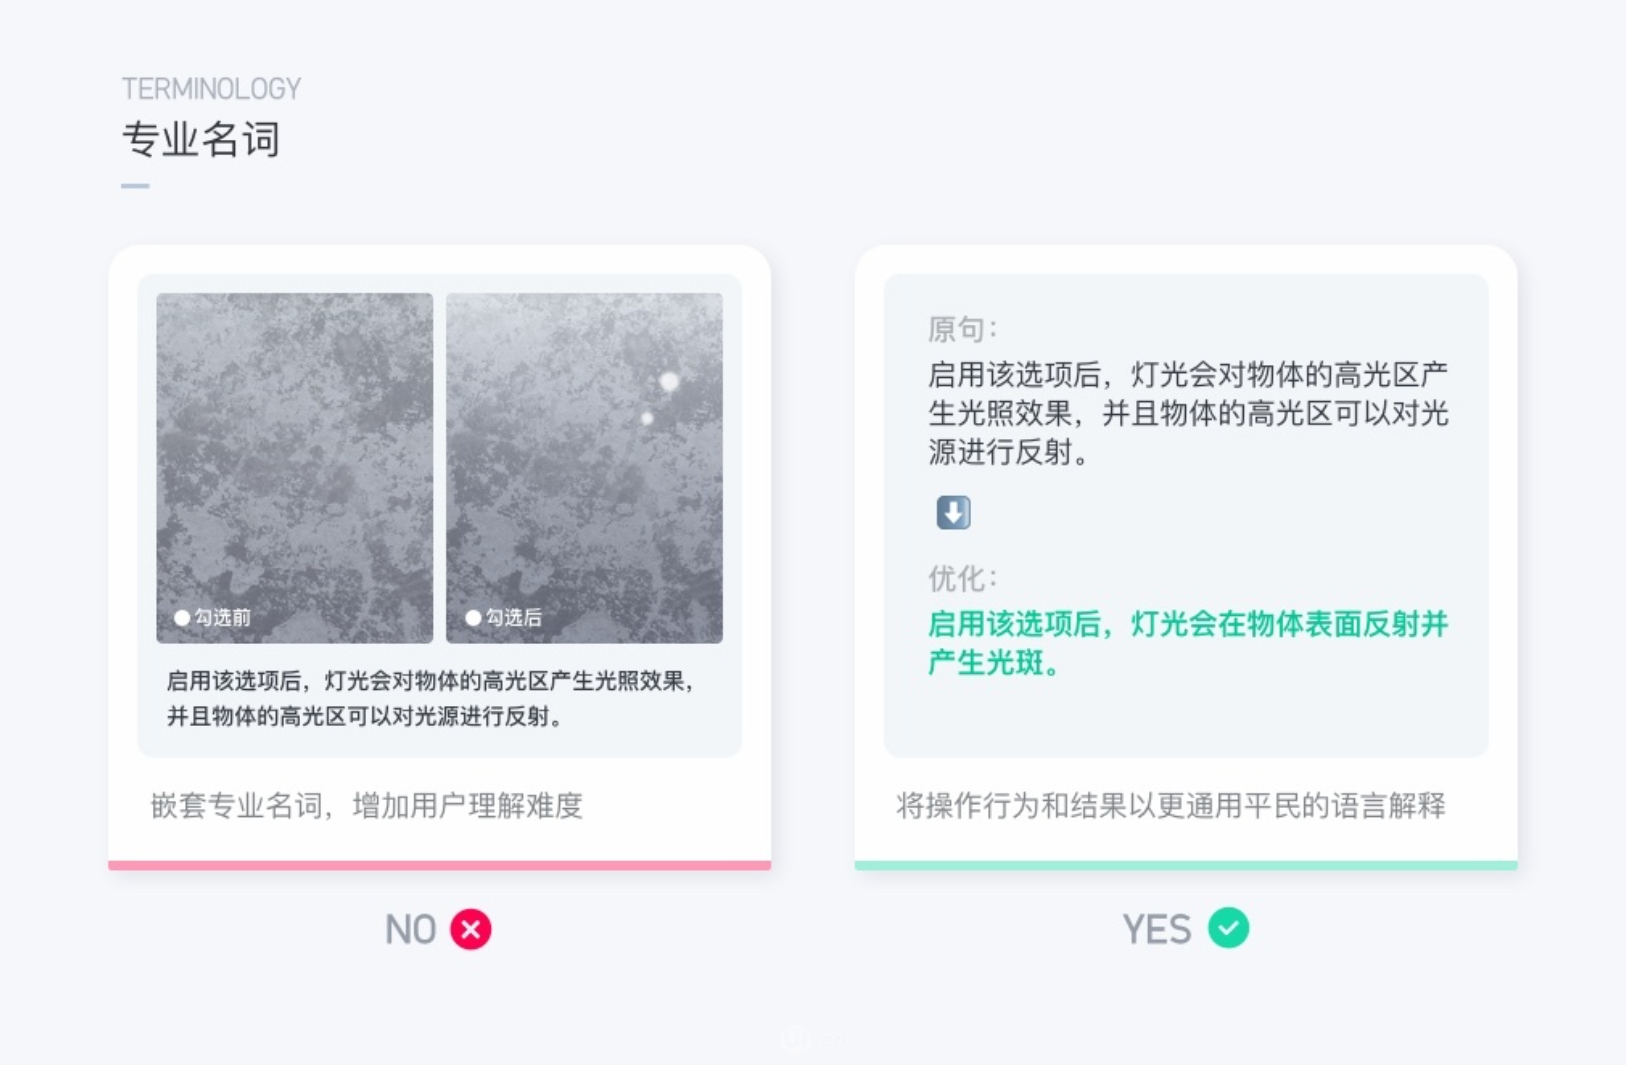 TERMINOLOGY
专业名词
勾选前
勾选后
启用该选项后，灯光会对物体的高光区产生光照效果，
并且物体的高光区可以对光源进行反射。
嵌套专业名词，增加用户理解难度
NO
原句：
启用该选项后，灯光会对物体的高光区产
生光照效果，并且物体的高光区可以对光
源进行反射。
优化：
启用该选项后，灯光会在物体表面反射并
产生光斑。
将操作行为和结果以更通用平民的语言解释
YES